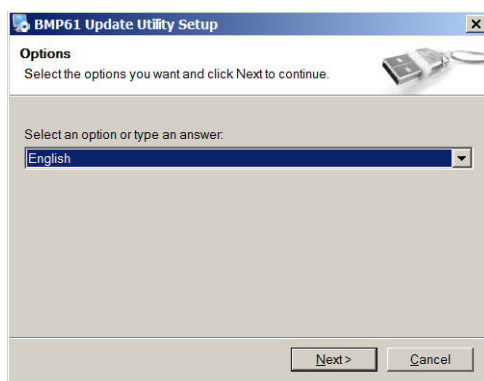 BMP61 Update Utility Setup
Options
Select the options you want and click Next to continue.
Select an option or type an answer:
English
Next>
Cancel